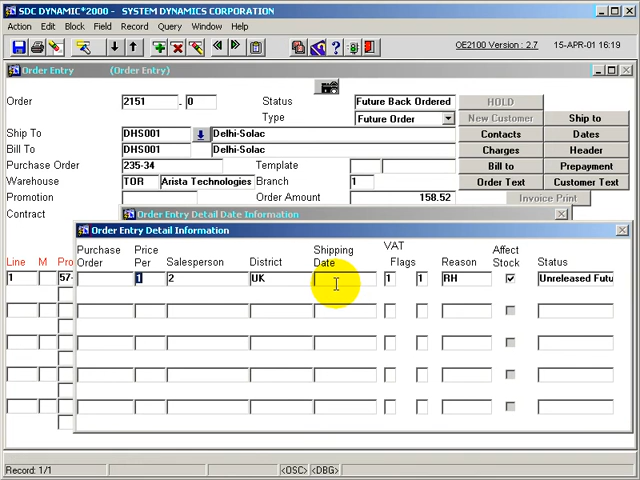 SDC DYNAMIC*2000 - SYSTEM DYNAMICS CORPORATION
Action Edit Block Field Record Query Window Help
OE2100 Version : 2.7 15-APR-01 16:19
Order Entry (Order Entry)
Order 2151 - 0 Status Future Back Ordered HOLD
Type Future Order New Customer Ship to
Ship To DHS001 Delhi-Solac Contacts Dates
Bill To DHS001 Delhi-Solac Charges Header
Purchase Order 235-34 Template Bill to Prepayment
Warehouse TOR Arista Technologies Branch 1 Order Text Customer Text
Promotion Order Amount 158.52 Invoice Print
Contract Order Entry Detail Date Information
Order Entry Detail Information
Purchase Order Price Per Salesperson District Shipping Date VAT Flags Reason Affect Stock Status
Line M Pro
1 57- 1 2 UK 1 1 RH Unreleased Futu
Record: 1/1 <OSC> <DBG>